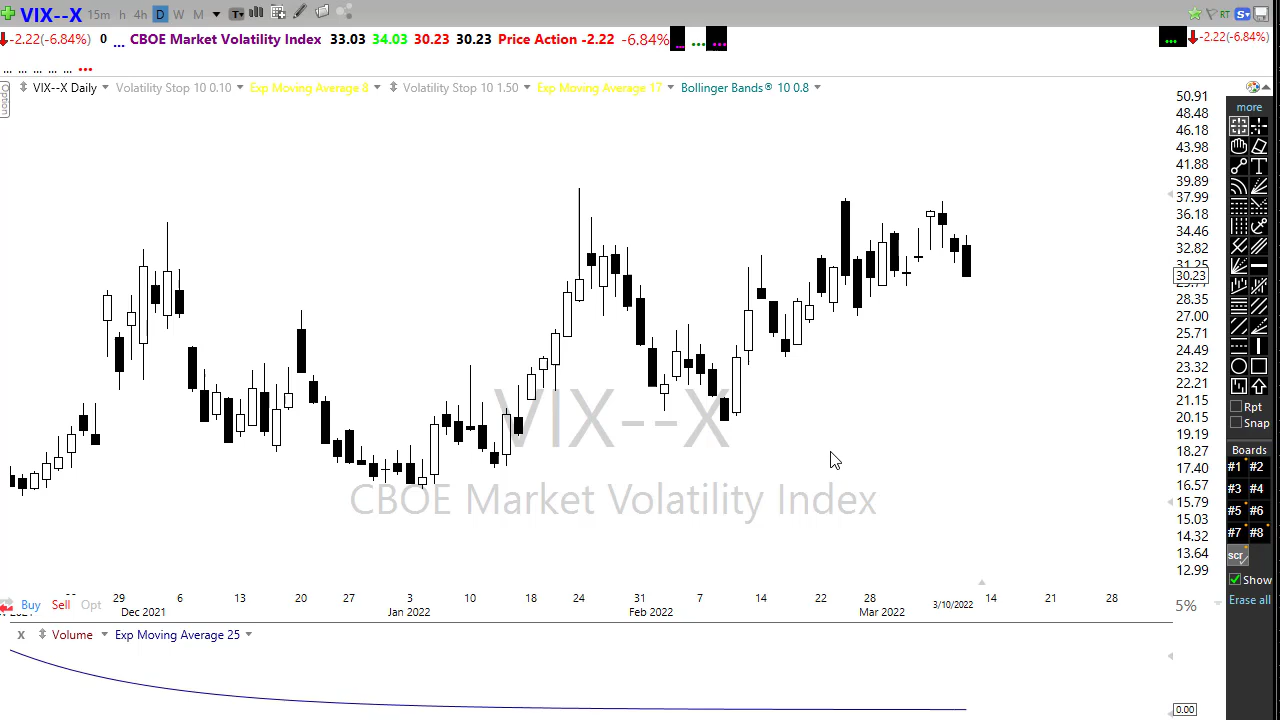 VIX--X 15m h 4h D W M T RT S
-2.22(-6.84%) 0 ... CBOE Market Volatility Index 33.03 34.03 30.23 30.23 Price Action -2.22 -6.84% ... ... ... ... -2.22(-6.84%)
... ... ... ... ... ...
Option
VIX--X Daily Volatility Stop 10 0.10 Exp Moving Average 8 Volatility Stop 10 1.50 Exp Moving Average 17 Bollinger Bands® 10 0.8
50.91
48.48
46.18
43.98
41.88
39.89
37.99
36.18
34.46
32.82
31.25
30.23
28.35
27.00
25.71
24.49
23.32
22.21
21.15
20.15
19.19
18.27
17.40
16.57
15.79
15.03
14.32
13.64
12.99
more
T
Rpt
Snap
Boards
#1 #2
#3 #4
#5 #6
#7 #8
scr
Show
Erase all
VIX--X
CBOE Market Volatility Index
29 6 13 20 27 3 10 18 24 31 7 14 22 28 3/10/2022 14 21 28
Dec 2021 Jan 2022 Feb 2022 Mar 2022
Buy Sell Opt
5%
X Volume Exp Moving Average 25
0.00